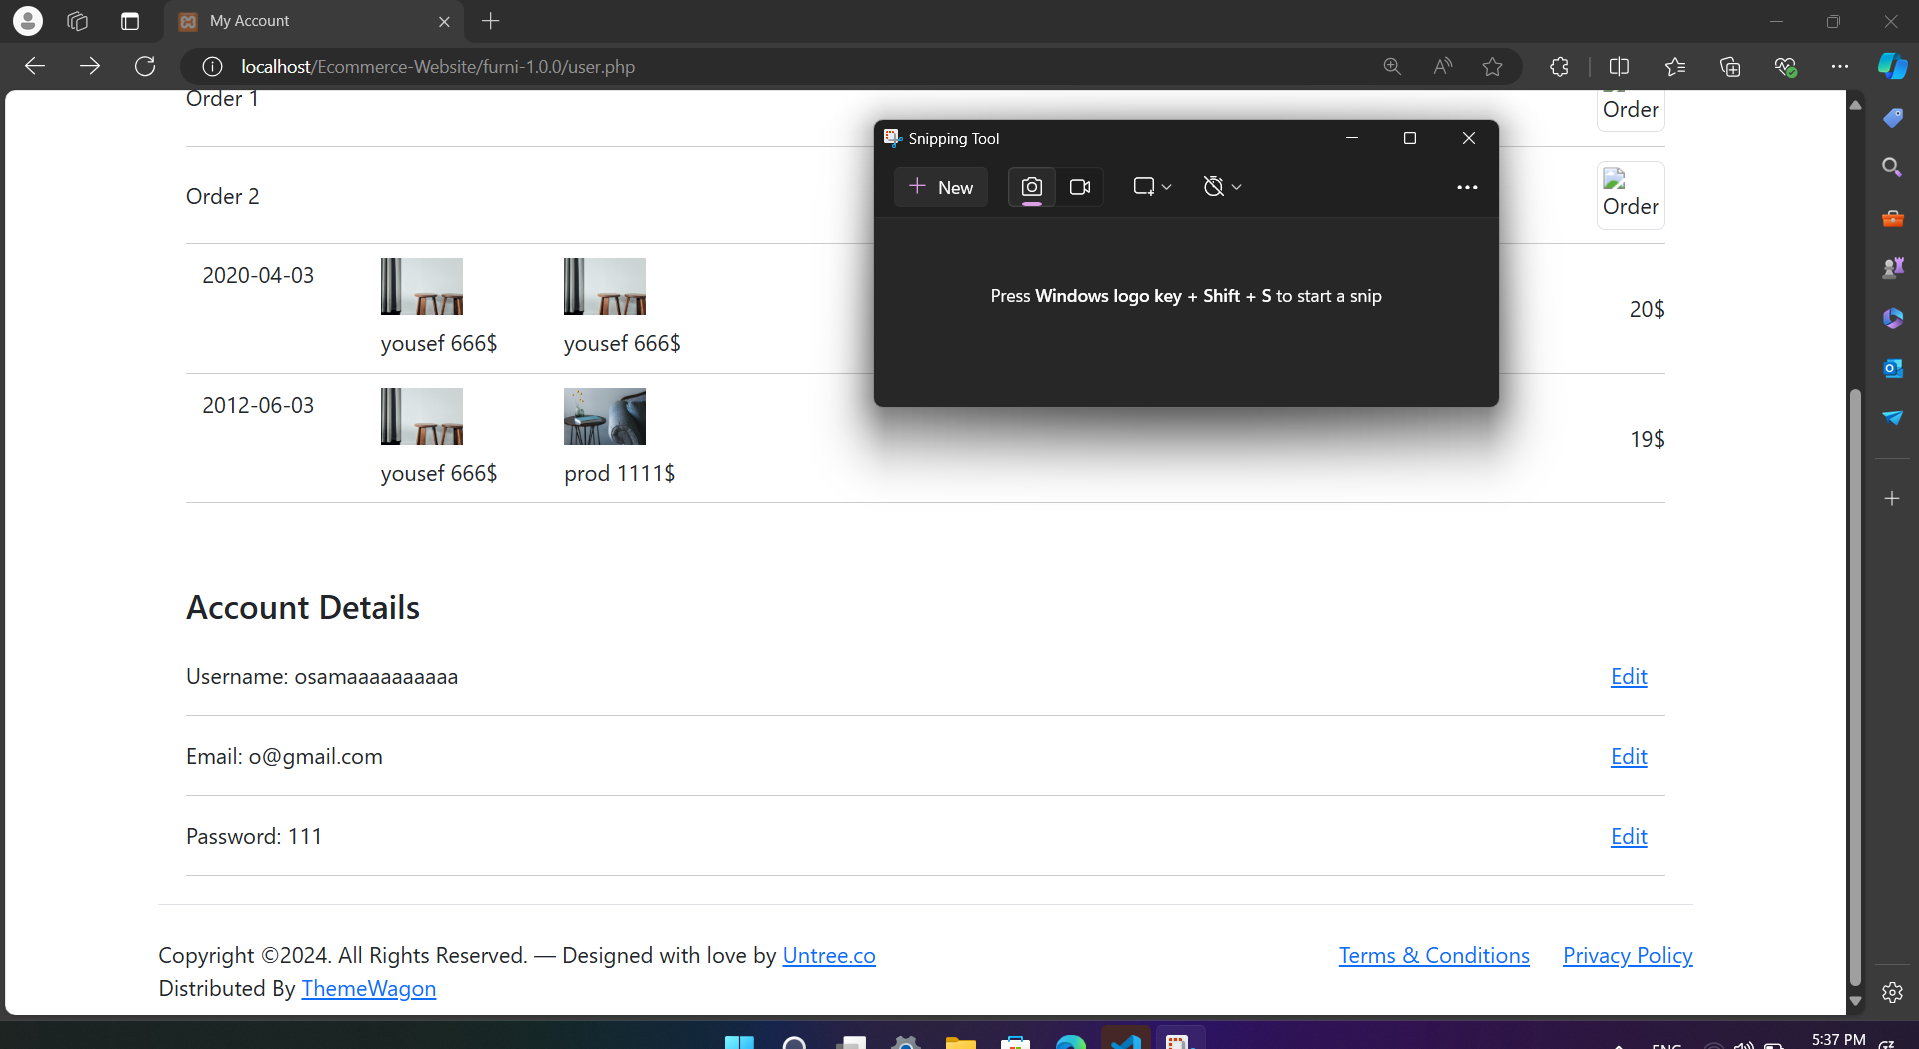 My Account
localhost/Ecommerce-Website/furni-1.0.0/user.php
Order 1
Order
Snipping Tool
New
Order 2
Order
Press Windows logo key + Shift + S to start a snip
2020-04-03
yousef 666$
yousef 666$
20$
2012-06-03
yousef 666$
prod 1111$
19$
Account Details
Username: osamaaaaaaaaaa
Edit
Email: o@gmail.com
Edit
Password: 111
Edit
Copyright ©2024. All Rights Reserved. — Designed with love by Untree.co
Distributed By ThemeWagon
Terms & Conditions
Privacy Policy
ENG
5:37 PM